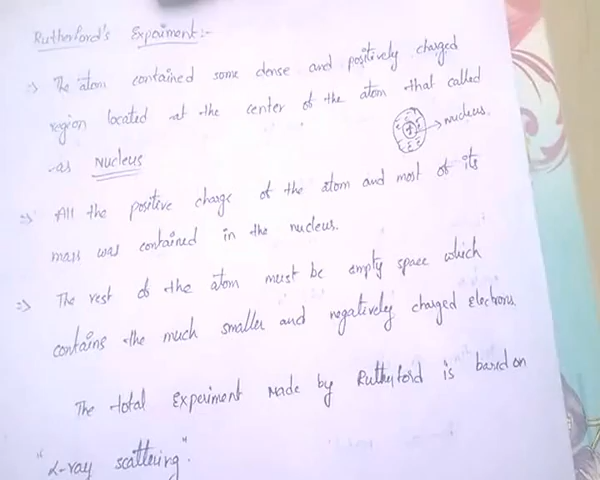 Rutherford's Expeiment:-
=> The atom contained some dense and positively charged
region located at the center of the atom that called
as Nucleus
nucleus.
=> All the positive charge of the atom and most of its
mass was contained in the nucleus.
=> The rest of the atom must be empty space which
contains the much smaller and negatively charged electrons.
The total Experiment made by Rutherford is based on
"α-ray scattering".